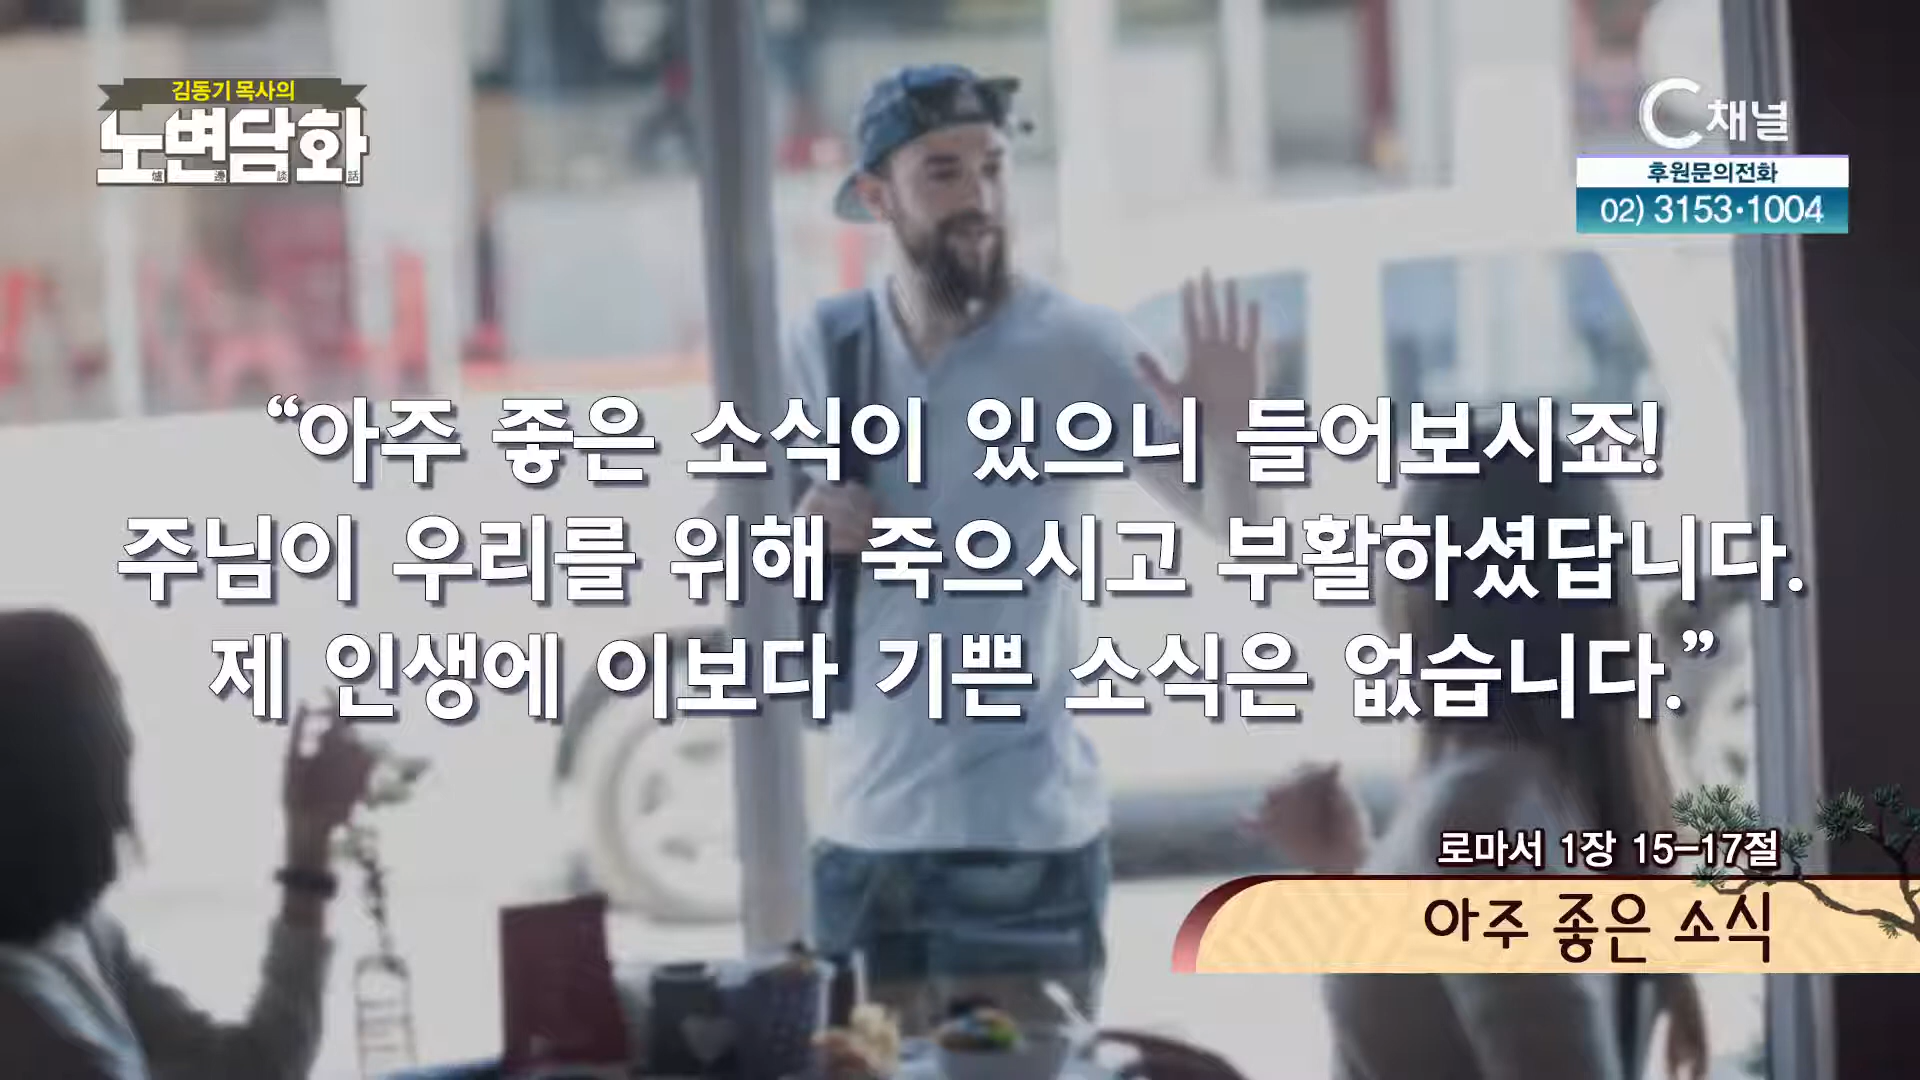 김동기 목사의
노변담화
爐邊談話
C채널
후원문의전화
02) 3153·1004
“아주 좋은 소식이 있으니 들어보시죠!
주님이 우리를 위해 죽으시고 부활하셨답니다.
제 인생에 이보다 기쁜 소식은 없습니다.”
로마서 1장 15-17절
아주 좋은 소식